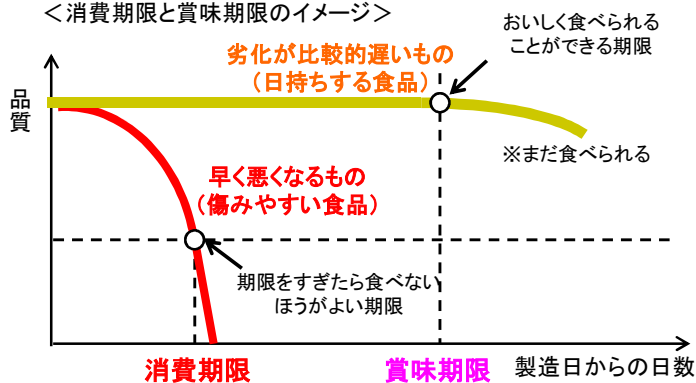 ＜消費期限と賞味期限のイメージ＞
おいしく食べられる
ことができる期限
劣化が比較的遅いもの
（日持ちする食品）
品質
※まだ食べられる
早く悪くなるもの
（傷みやすい食品）
期限をすぎたら食べない
ほうがよい期限
消費期限
賞味期限
製造日からの日数